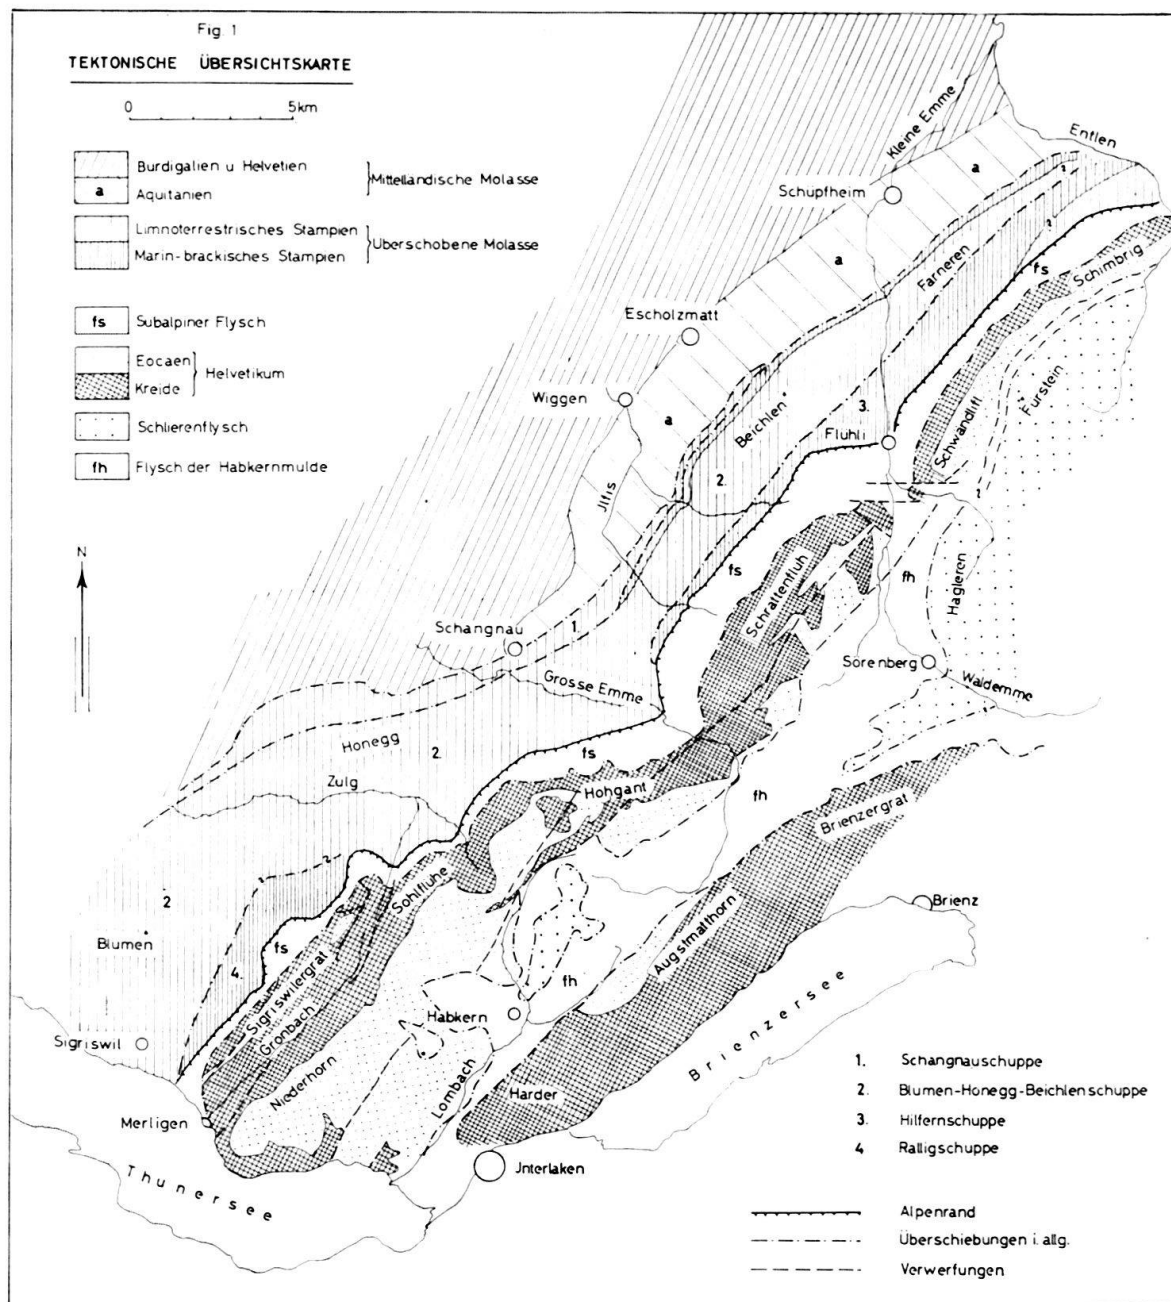 Fig. 1
TEKTONISCHE ÜBERSICHTSKARTE
0 5km
Burdigalien u Helvetien
a Aquitanien
Mittelländische Molasse
Limnoterrestrisches Stampien
Marin-brackisches Stampien
Überschobene Molasse
fs Subalpiner Flysch
Eocaen
Kreide
Helvetikum
Schlierenflysch
fh Flysch der Habkernmulde
N
Kleine Emme
Entlen
a
Schüpfheim
a
Farneren
fs
Schimbrig
Escholzmatt
Fürstein
Wiggen
a
Beichlen
3.
Flühli
Schwandlifl
2.
Jlfis
fs
Schrattenfluh
fh
Hagleren
Schangnau
1.
Sörenberg
Waldemme
Grosse Emme
Honegg
2.
fs
Zulg
Hohgant
fh
Brienzergrat
2
Sohlflühe
Brienz
Augstmatthorn
Blumen
fs
4.
Sigriswilergrat
Grönbach
fh
Habkern
Sigriswil
Brienzersee
Niederhorn
Lombach
Harder
Merligen
Jnterlaken
Thunersee
1. Schangnauschuppe
2. Blumen-Honegg-Beichlenschuppe
3. Hilfernschuppe
4 Ralligschuppe
Alpenrand
Überschiebungen i. allg.
Verwerfungen